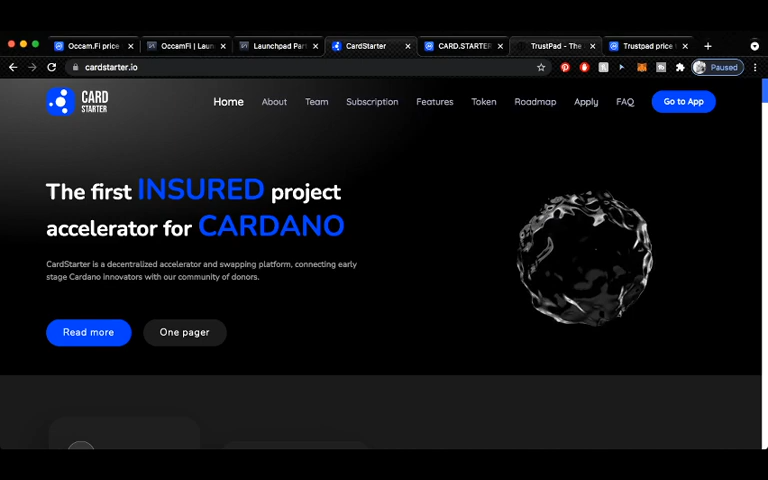 Occam.Fi price
OccamFi | Laun
Launchpad Par
CardStarter
CARD.STARTER
TrustPad - The
Trustpad price
cardstarter.io
Paused
CARD
STARTER
Home
About
Team
Subscription
Features
Token
Roadmap
Apply
FAQ
Go to App
The first INSURED project
accelerator for CARDANO
CardStarter is a decentralized accelerator and swapping platform, connecting early
stage Cardano innovators with our community of donors.
Read more
One pager